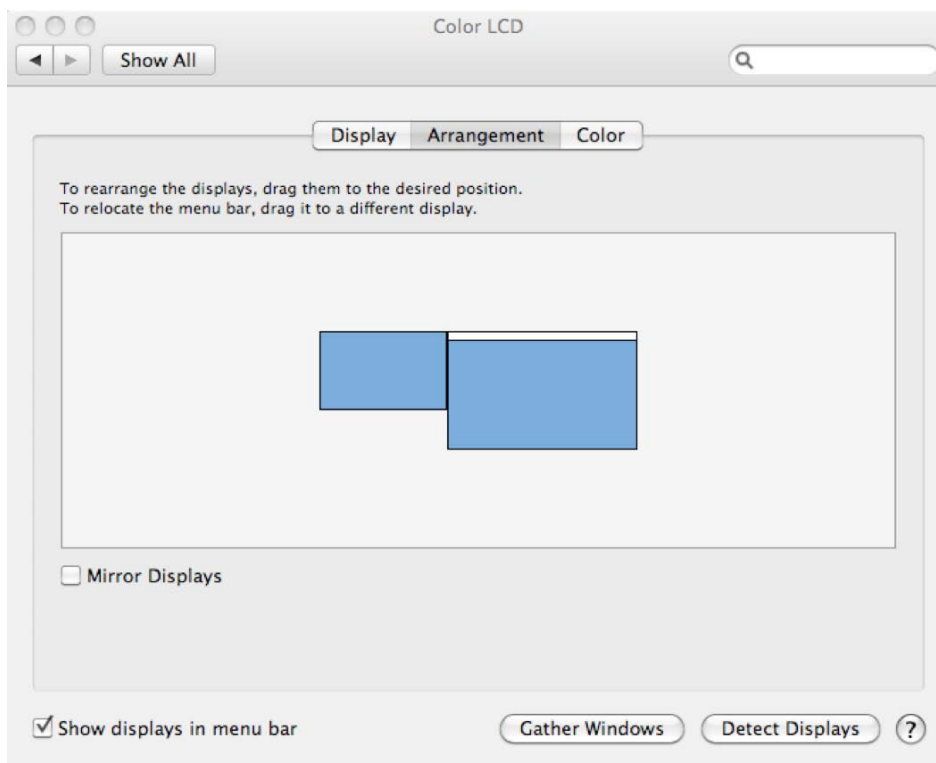 Color LCD
Show All
Display Arrangement Color
To rearrange the displays, drag them to the desired position.
To relocate the menu bar, drag it to a different display.
Mirror Displays
Show displays in menu bar Gather Windows Detect Displays ?